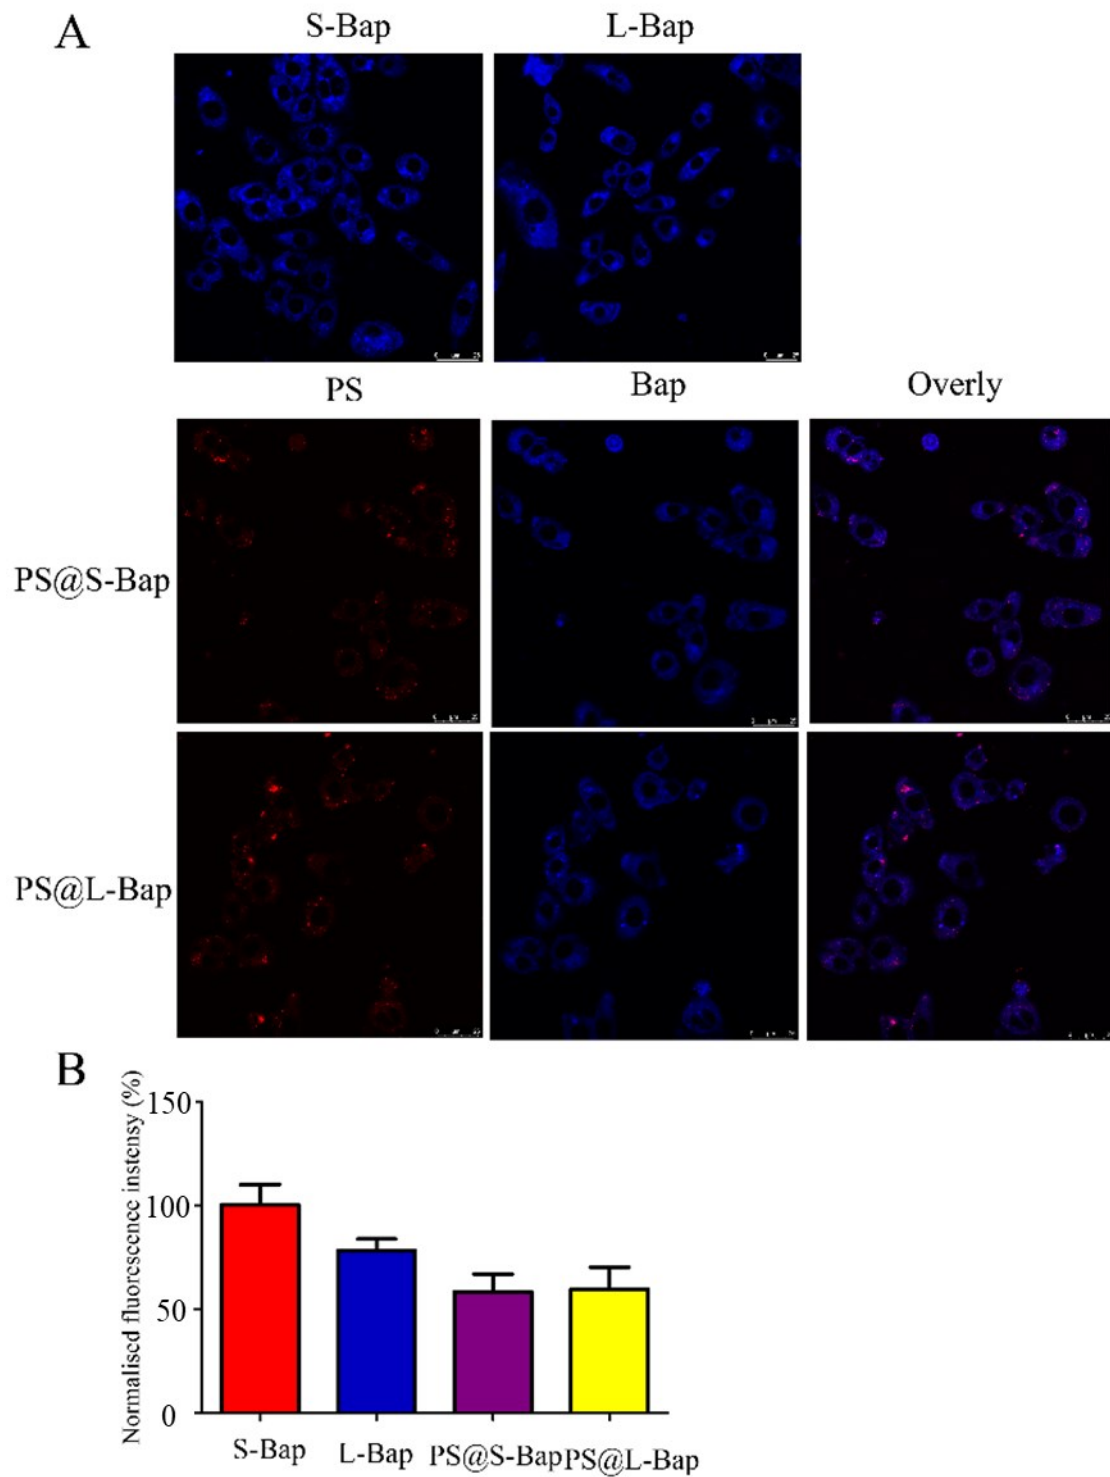 A
S-Bap
L-Bap
PS
Bap
Overly
PS@S-Bap
PS@L-Bap
B
Normalised fluorescence instensy (%)
150
100
50
0
S-Bap
L-Bap
PS@S-Bap
PS@L-Bap